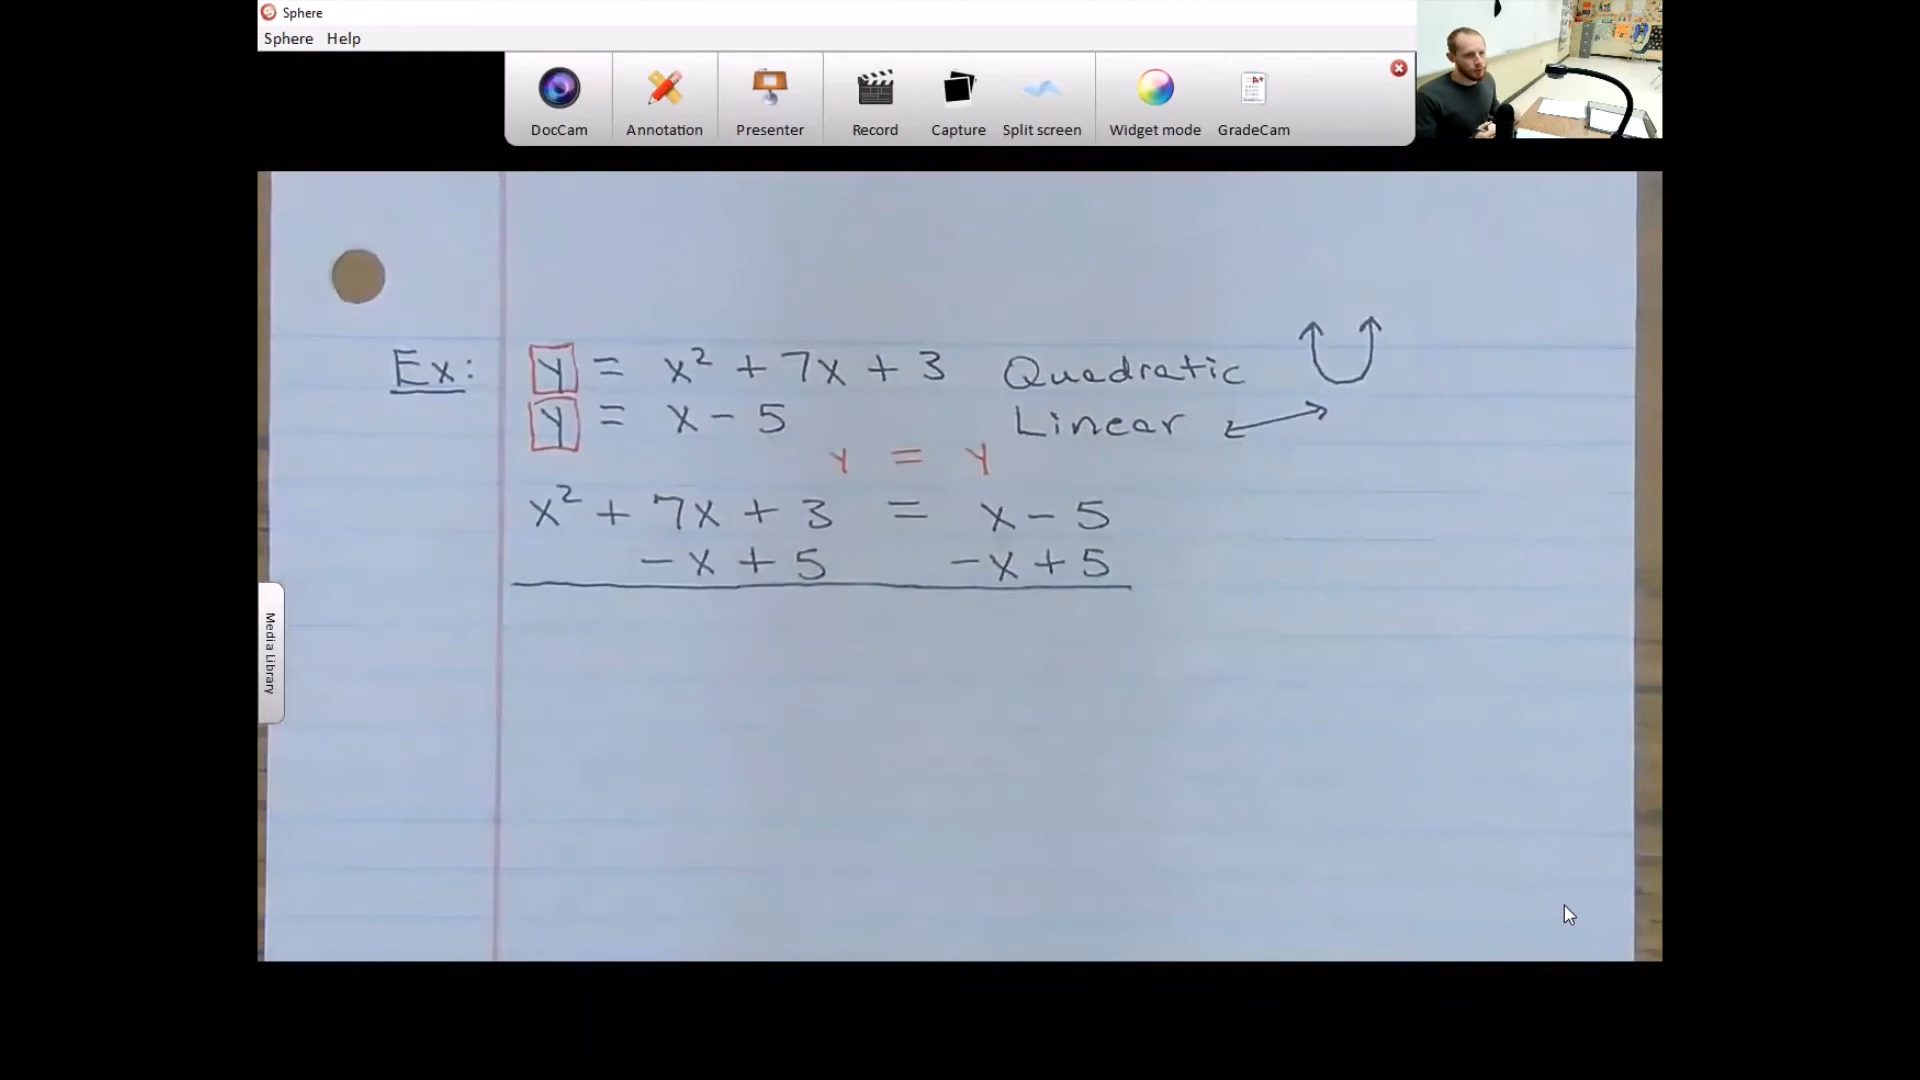 Sphere
Sphere Help
DocCam Annotation Presenter Record Capture Split screen Widget mode GradeCam
Ex: y = x² + 7x + 3 Quadratic
y = x - 5 Linear
y = y
x² + 7x + 3 = x - 5
- x + 5 - x + 5
Media Library